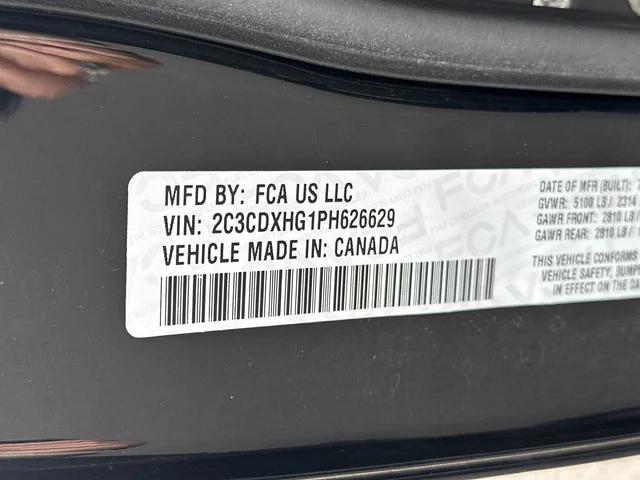 MFD BY: FCA US LLC
VIN: 2C3CDXHG1PH626629
VEHICLE MADE IN: CANADA
DATE OF MFR (BUILT):
GVWR: 5100 LB / 2314
GAWR FRONT: 2810 LB /
GAWR REAR: 2810 LB /
THIS VEHICLE CONFORMS
VEHICLE SAFETY, BUMP
IN EFFECT ON THE DA